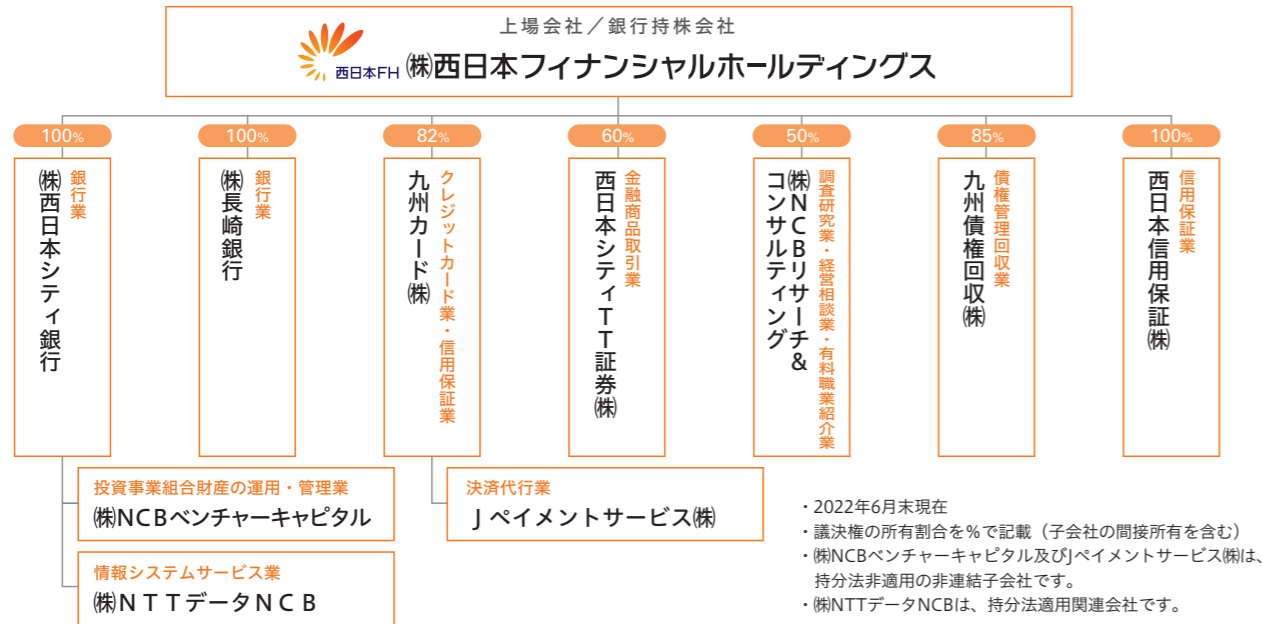 上場会社／銀行持株会社
西日本FH
㈱西日本フィナンシャルホールディングス
100%
100%
82%
60%
50%
85%
100%
銀行業
㈱西日本シティ銀行
銀行業
㈱長崎銀行
クレジットカード業・信用保証業
九州カード㈱
金融商品取引業
西日本シティTT証券㈱
調査研究業・経営相談業・有料職業紹介業
㈱NCBリサーチ&
コンサルティング
債権管理回収業
九州債権回収㈱
信用保証業
西日本信用保証㈱
投資事業組合財産の運用・管理業
㈱NCBベンチャーキャピタル
情報システムサービス業
㈱NTTデータNCB
決済代行業
Jペイメントサービス㈱
・2022年6月末現在
・議決権の所有割合を%で記載（子会社の間接所有を含む）
・㈱NCBベンチャーキャピタル及びJペイメントサービス㈱は、
持分法非適用の非連結子会社です。
・㈱NTTデータNCBは、持分法適用関連会社です。